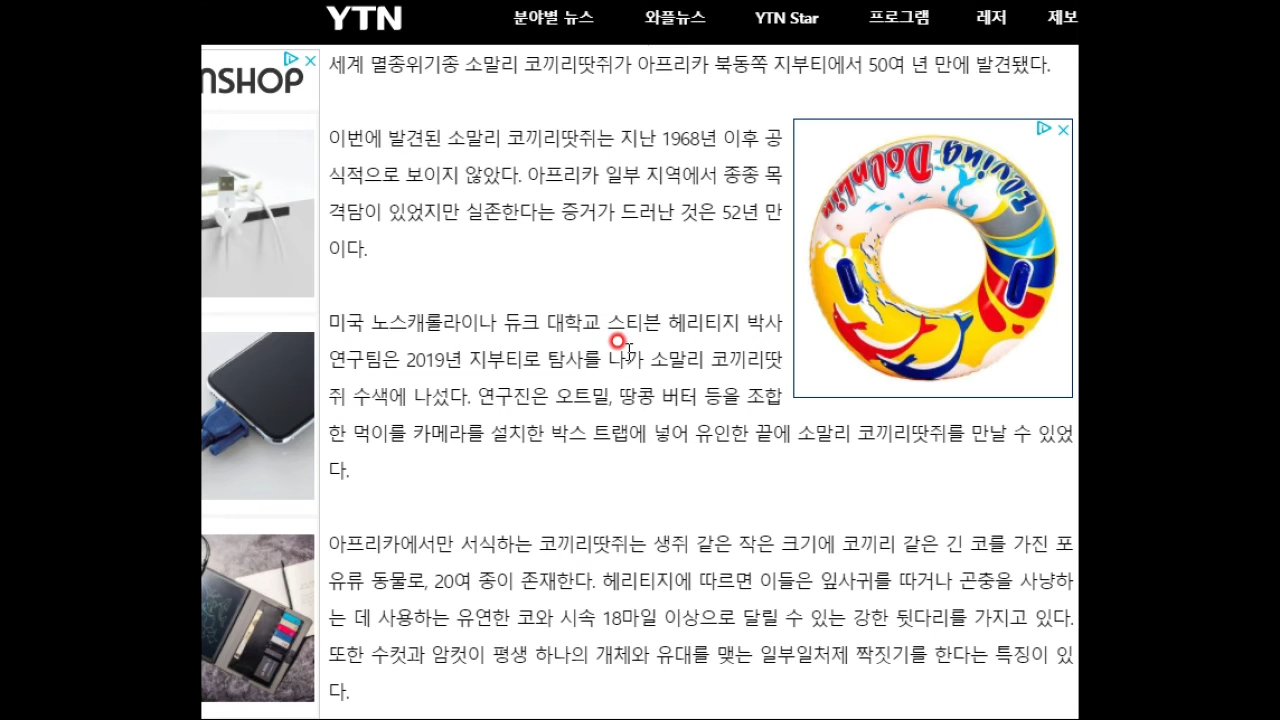 YTN
분야별 뉴스 와플뉴스 YTN Star 프로그램 레저 제보
NSHOP
세계 멸종위기종 소말리 코끼리땃쥐가 아프리카 북동쪽 지부티에서 50여 년 만에 발견됐다.
이번에 발견된 소말리 코끼리땃쥐는 지난 1968년 이후 공
식적으로 보이지 않았다. 아프리카 일부 지역에서 종종 목
격담이 있었지만 실존한다는 증거가 드러난 것은 52년 만
이다.
Flying Dolphin
미국 노스캐롤라이나 듀크 대학교 스티븐 헤리티지 박사
연구팀은 2019년 지부티로 탐사를 나가 소말리 코끼리땃
쥐 수색에 나섰다. 연구진은 오트밀, 땅콩 버터 등을 조합
한 먹이를 카메라를 설치한 박스 트랩에 넣어 유인한 끝에 소말리 코끼리땃쥐를 만날 수 있었
다.
아프리카에서만 서식하는 코끼리땃쥐는 생쥐 같은 작은 크기에 코끼리 같은 긴 코를 가진 포
유류 동물로, 20여 종이 존재한다. 헤리티지에 따르면 이들은 잎사귀를 따거나 곤충을 사냥하
는 데 사용하는 유연한 코와 시속 18마일 이상으로 달릴 수 있는 강한 뒷다리를 가지고 있다.
또한 수컷과 암컷이 평생 하나의 개체와 유대를 맺는 일부일처제 짝짓기를 한다는 특징이 있
다.